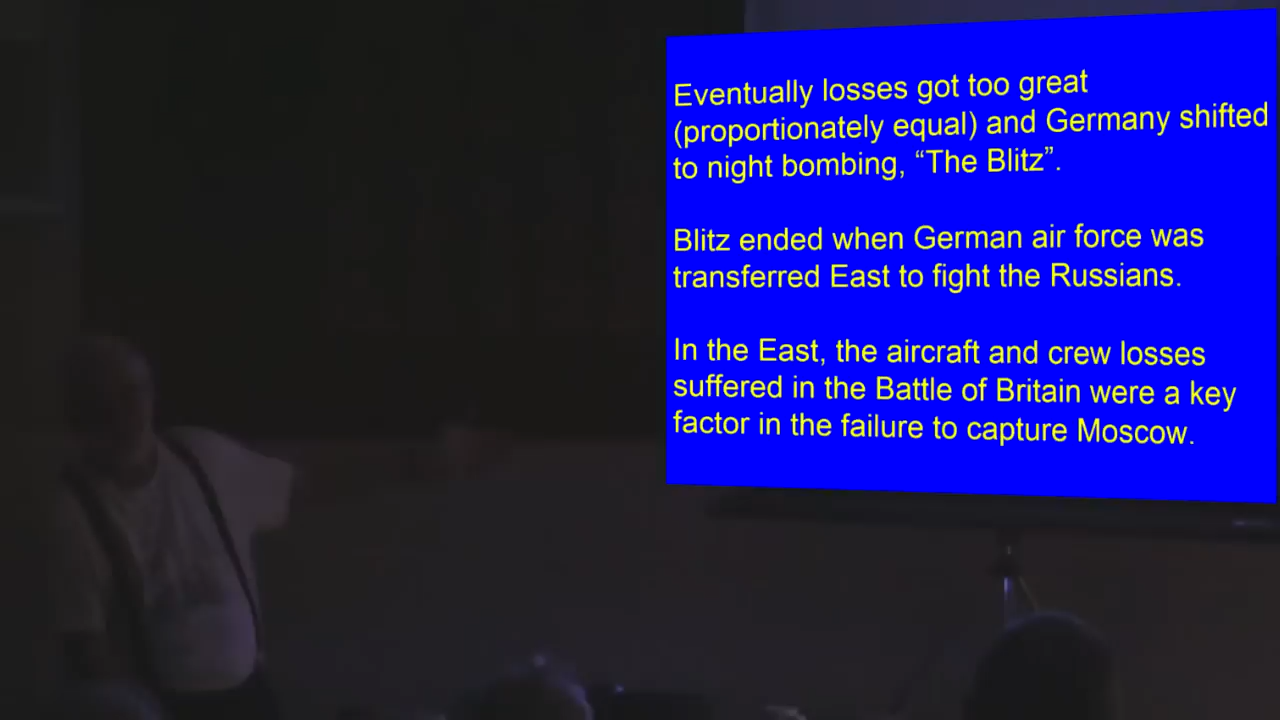 Eventually losses got too great
(proportionately equal) and Germany shifted
to night bombing, “The Blitz”.
Blitz ended when German air force was
transferred East to fight the Russians.
In the East, the aircraft and crew losses
suffered in the Battle of Britain were a key
factor in the failure to capture Moscow.